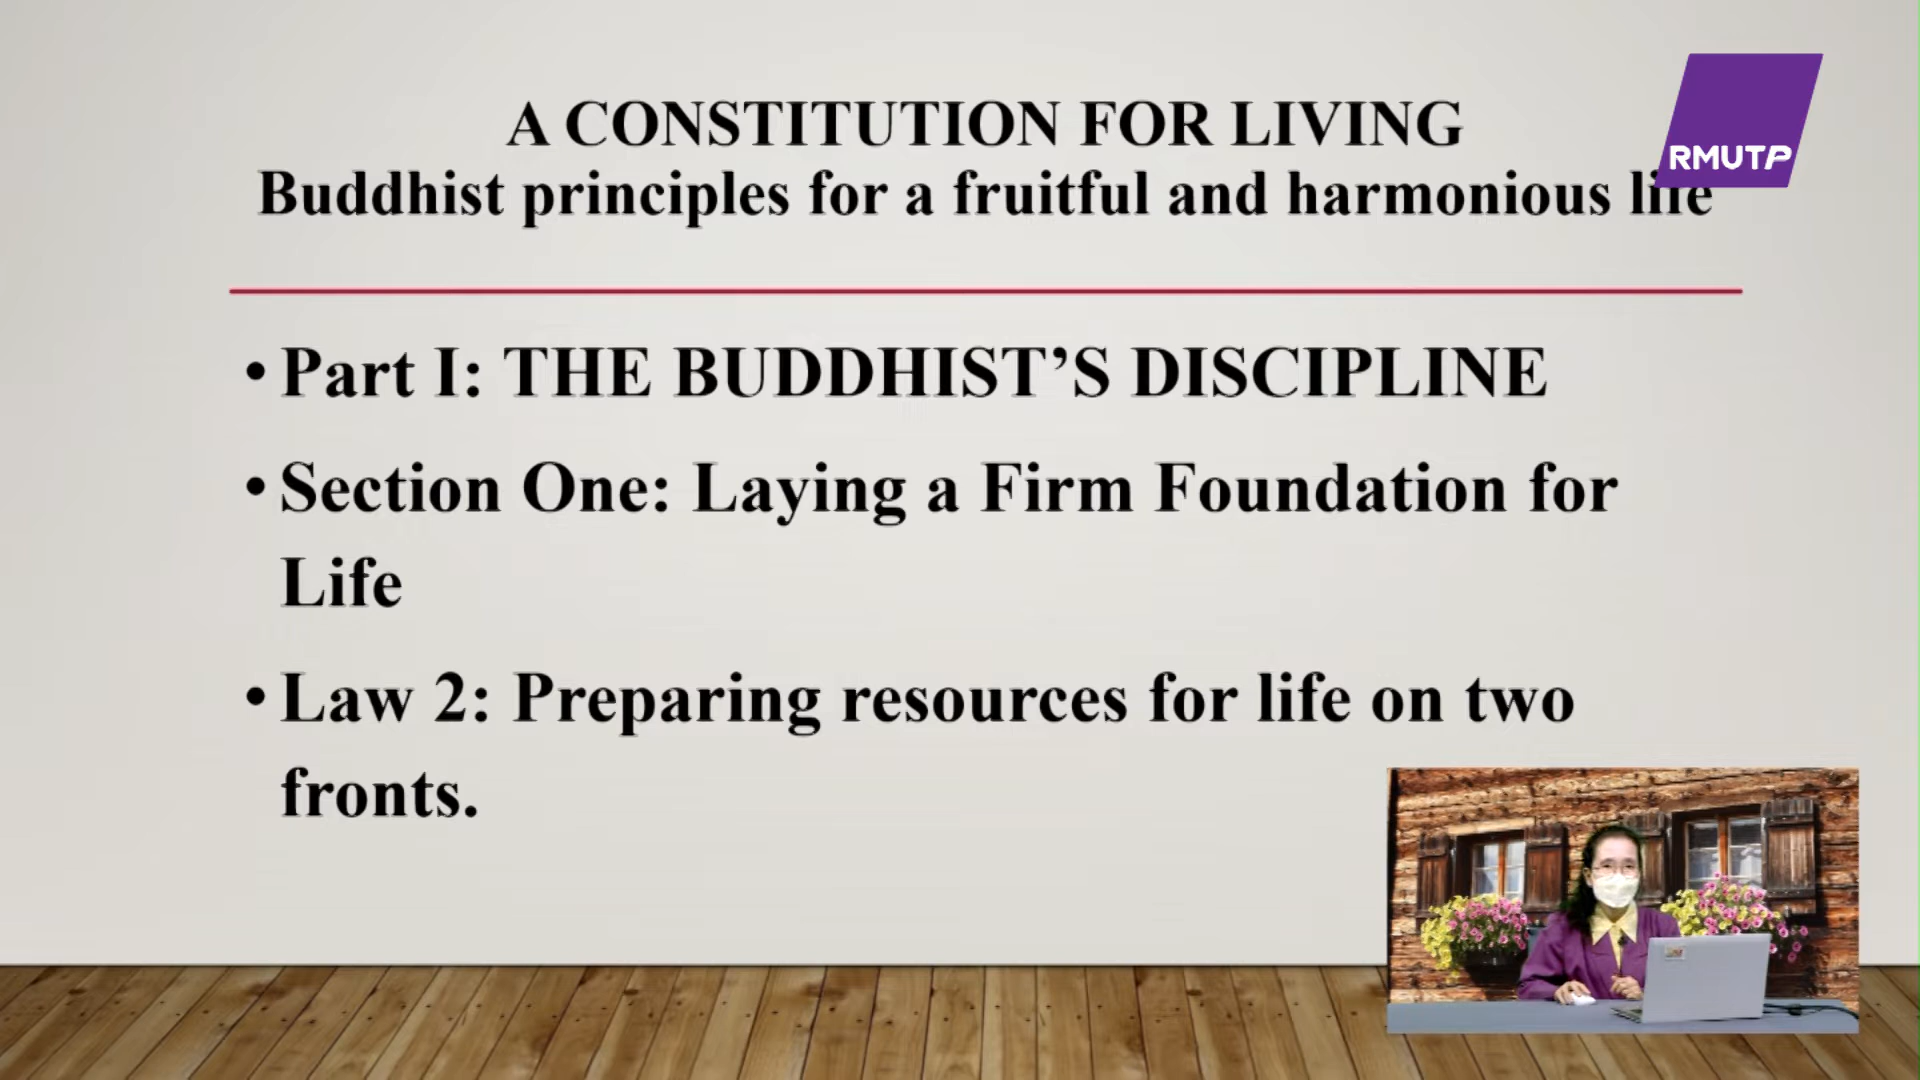 A CONSTITUTION FOR LIVING
RMUTP
Buddhist principles for a fruitful and harmonious life
• Part I: THE BUDDHIST’S DISCIPLINE
• Section One: Laying a Firm Foundation for
Life
• Law 2: Preparing resources for life on two
fronts.